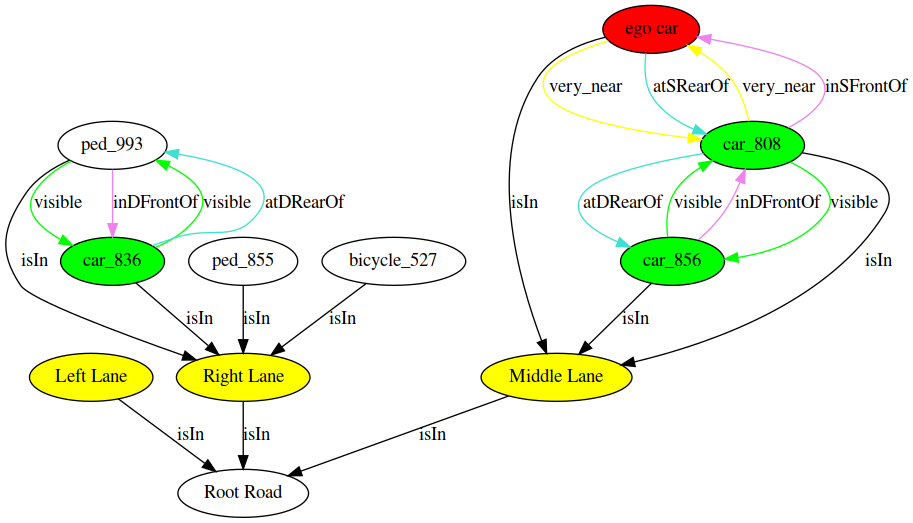 ego car
very_near
atSRearOf
very_near
inSFrontOf
ped_993
car_808
visible
inDFrontOf
visible
atDRearOf
isIn
atDRearOf
visible
inDFrontOf
visible
isIn
car_836
ped_855
bicycle_527
car_856
isIn
isIn
isIn
isIn
isIn
Left Lane
Right Lane
Middle Lane
isIn
isIn
isIn
Root Road